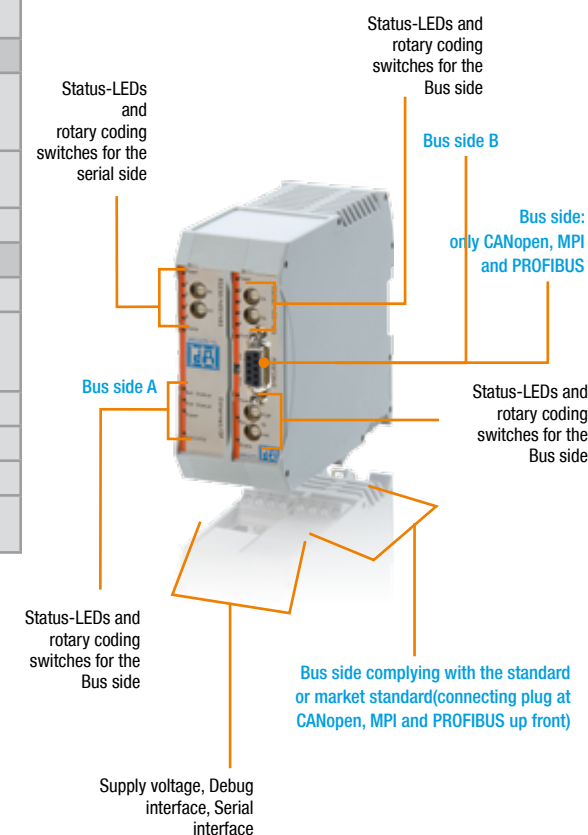 Status-LEDs and
rotary coding
switches for the
Bus side
Status-LEDs
and
rotary coding
switches for the
serial side
Bus side B
Bus side:
only CANopen, MPI
and PROFIBUS
Bus side A
Status-LEDs and
rotary coding
switches for the
Bus side
Status-LEDs and
rotary coding
switches for the
Bus side
Bus side complying with the standard
or market standard(connecting plug at
CANopen, MPI and PROFIBUS up front)
Supply voltage, Debug
interface, Serial
interface